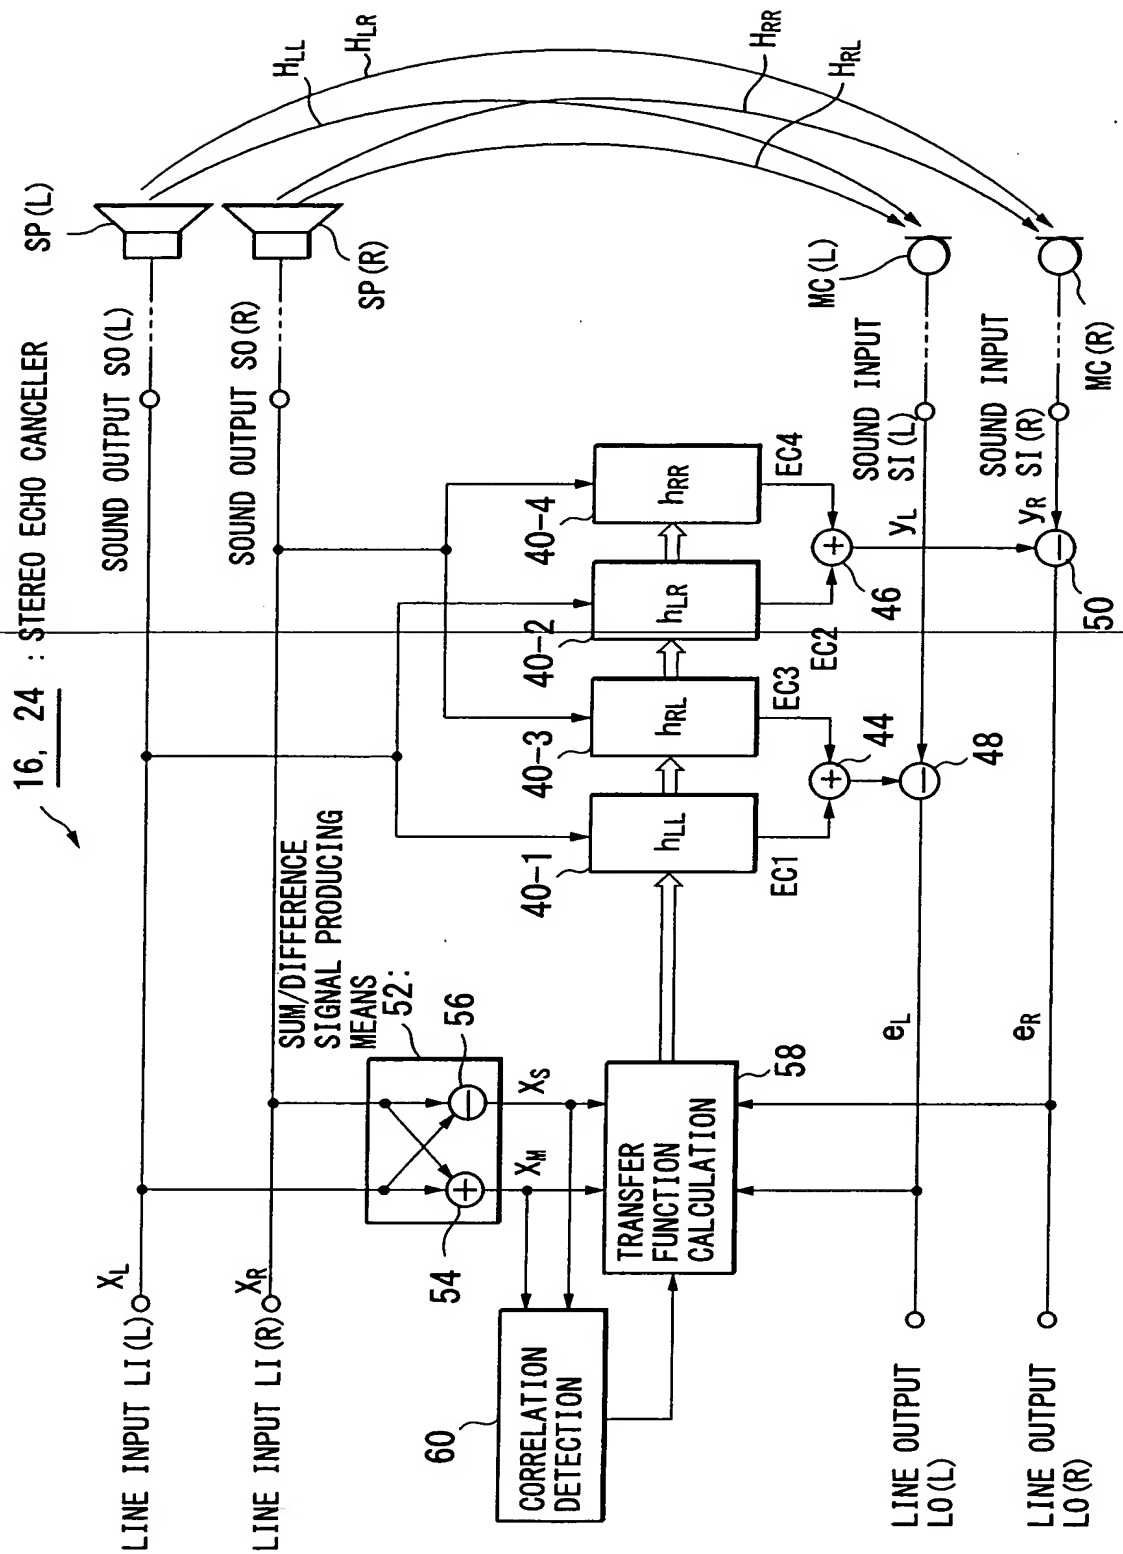 16, 24 : STEREO ECHO CANCELER
LINE INPUT LI(L)
XL
SOUND OUTPUT SO(L)
SP(L)
HLL
HLR
LINE INPUT LI(R)
XR
SOUND OUTPUT SO(R)
SP(R)
SUM/DIFFERENCE
SIGNAL PRODUCING
MEANS
52:
54
56
+
−
XM
XS
60
CORRELATION
DETECTION
TRANSFER
FUNCTION
CALCULATION
58
40-1
hLL
40-3
hRL
40-2
hLR
40-4
hRR
EC1
EC3
EC2
EC4
+
44
+
46
HRR
HRL
MC(L)
SOUND INPUT
SI(L)
yL
−
48
eL
LINE OUTPUT
LO(L)
MC(R)
SOUND INPUT
SI(R)
yR
−
50
eR
LINE OUTPUT
LO(R)